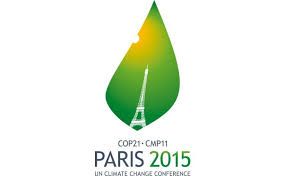 COP21·CMP11
PARIS 2015
UN CLIMATE CHANGE CONFERENCE